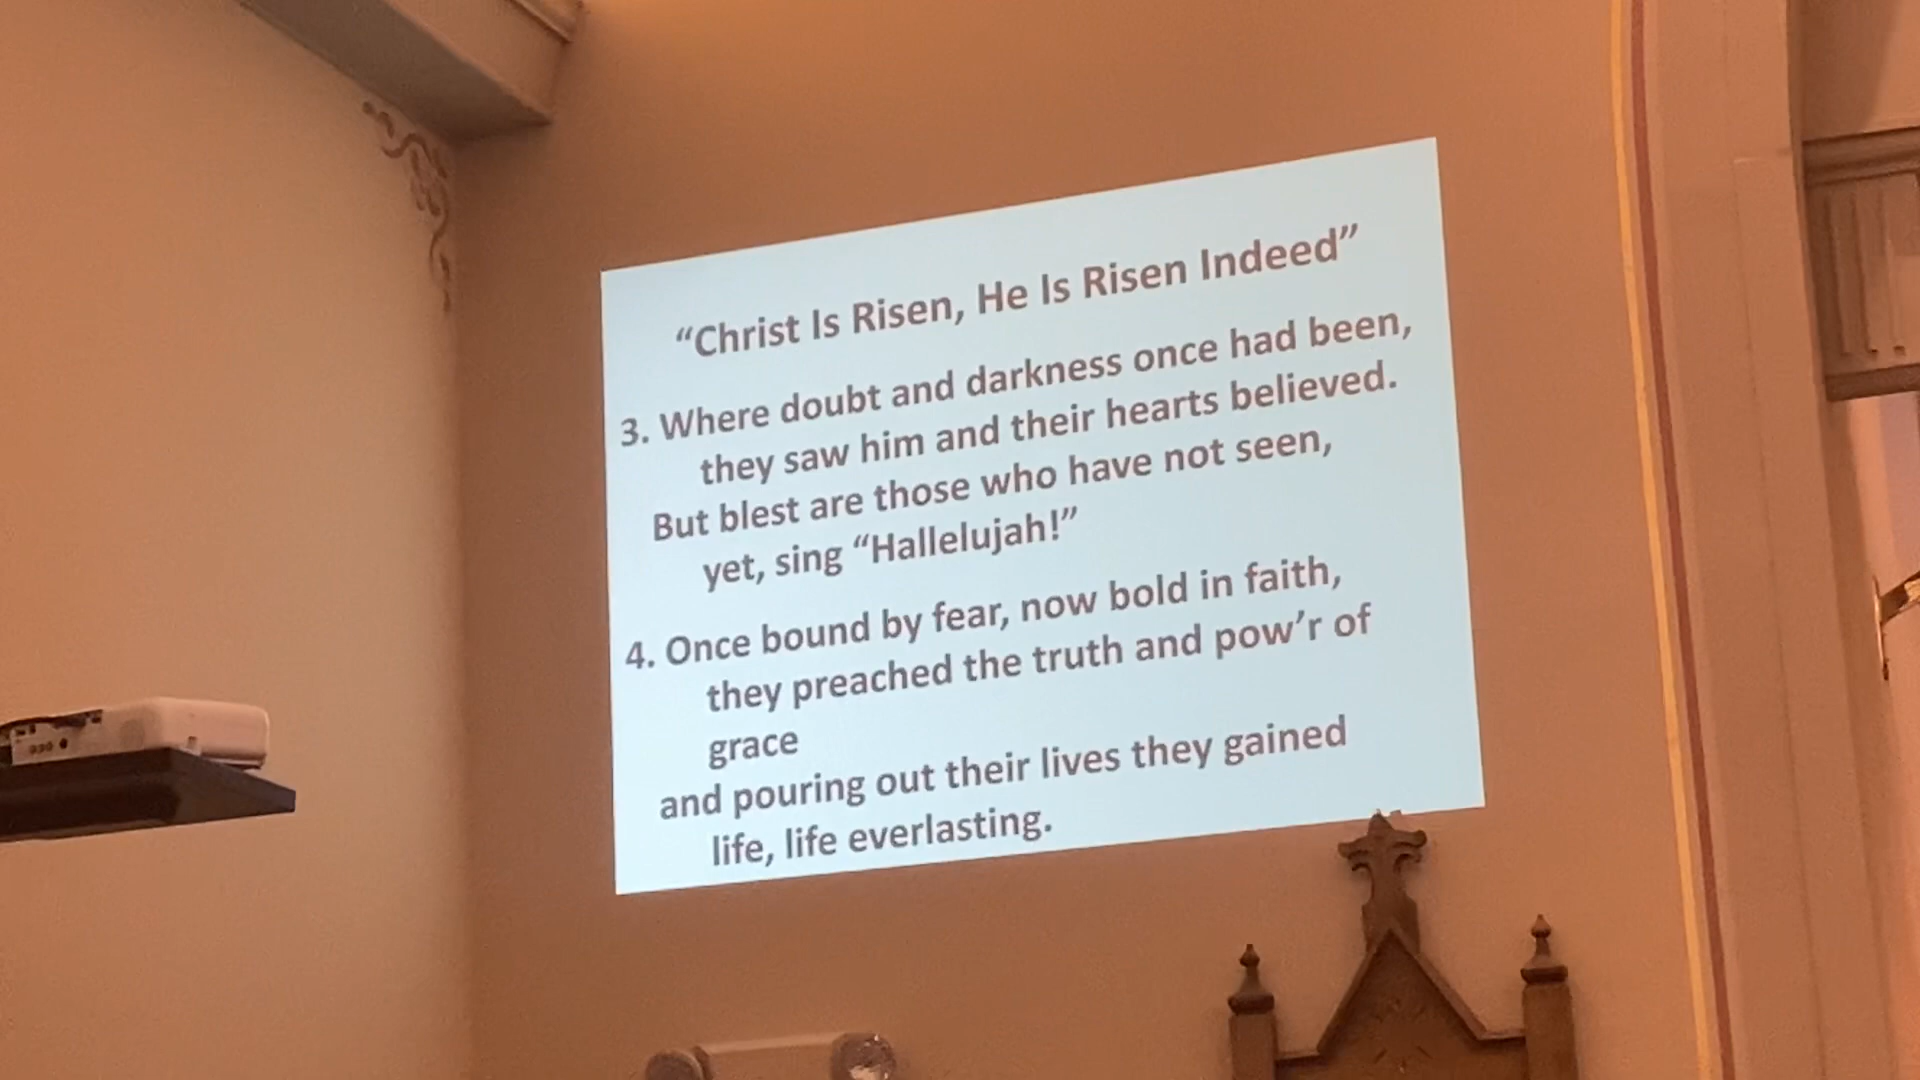 “Christ Is Risen, He Is Risen Indeed”
3. Where doubt and darkness once had been,
they saw him and their hearts believed.
But blest are those who have not seen,
yet, sing “Hallelujah!”
4. Once bound by fear, now bold in faith,
they preached the truth and pow’r of
grace
and pouring out their lives they gained
life, life everlasting.